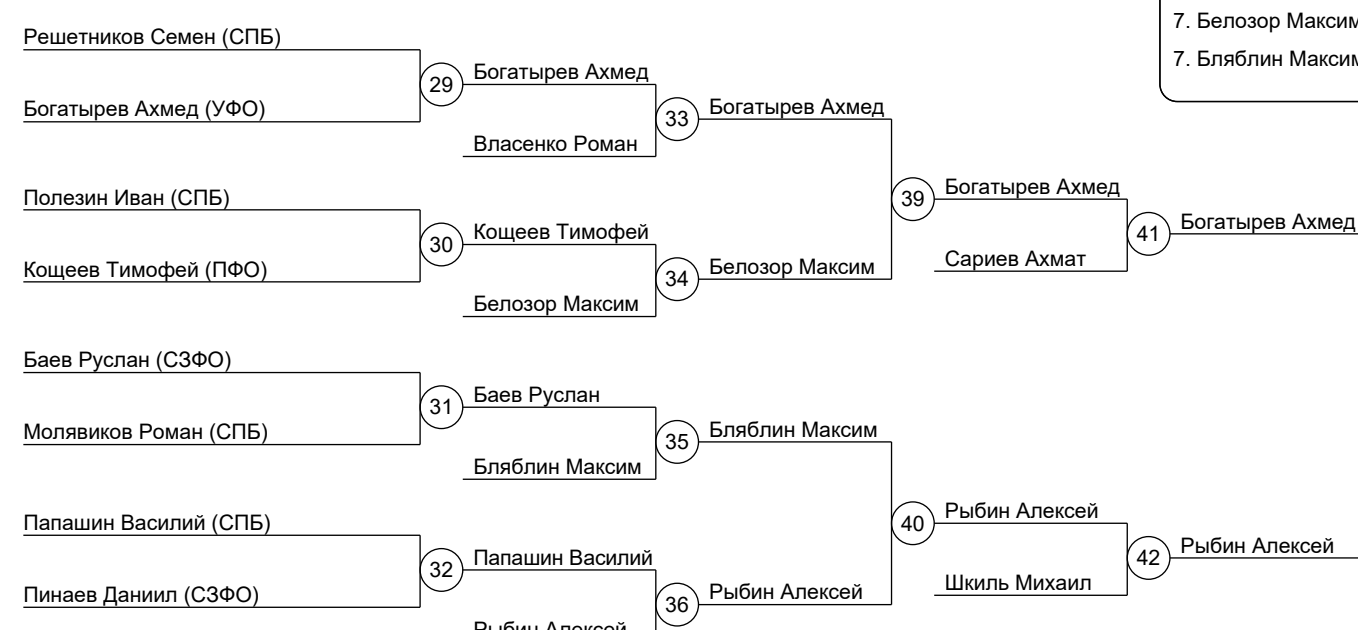 7. Белозор Максим
7. Бляблин Максим
Решетников Семен (СПБ)
29
Богатырев Ахмед
Богатырев Ахмед (УФО)
33
Богатырев Ахмед
Власенко Роман
39
Богатырев Ахмед
41
Богатырев Ахмед
Сариев Ахмат
Полезин Иван (СПБ)
30
Кощеев Тимофей
Кощеев Тимофей (ПФО)
34
Белозор Максим
Белозор Максим
Баев Руслан (СЗФО)
31
Баев Руслан
Молявиков Роман (СПБ)
35
Бляблин Максим
Бляблин Максим
40
Рыбин Алексей
42
Рыбин Алексей
Шкиль Михаил
Папашин Василий (СПБ)
32
Папашин Василий
Пинаев Даниил (СЗФО)
36
Рыбин Алексей
Рыбин Алексей